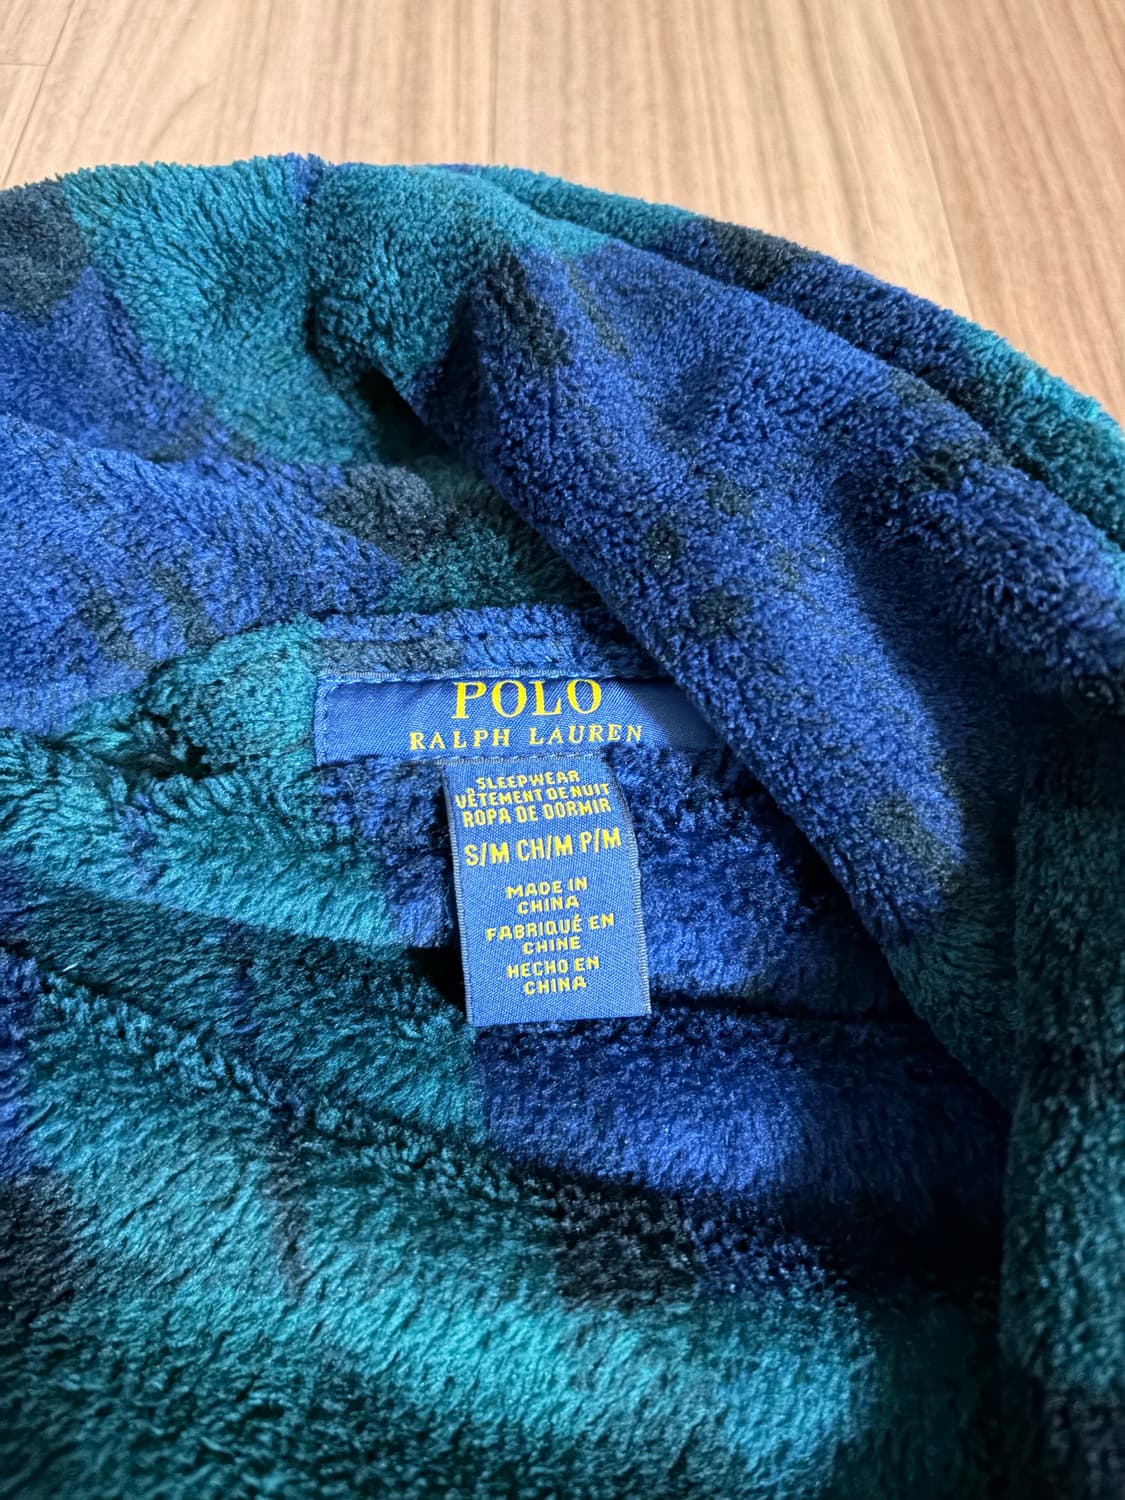 POLO
RALPH LAUREN
SLEEPWEAR
VÊTEMENT DE NUIT
ROPA DE DORMIR
S/M CH/M P/M
MADE IN
CHINA
FABRIQUÉ EN
CHINE
HECHO EN
CHINA